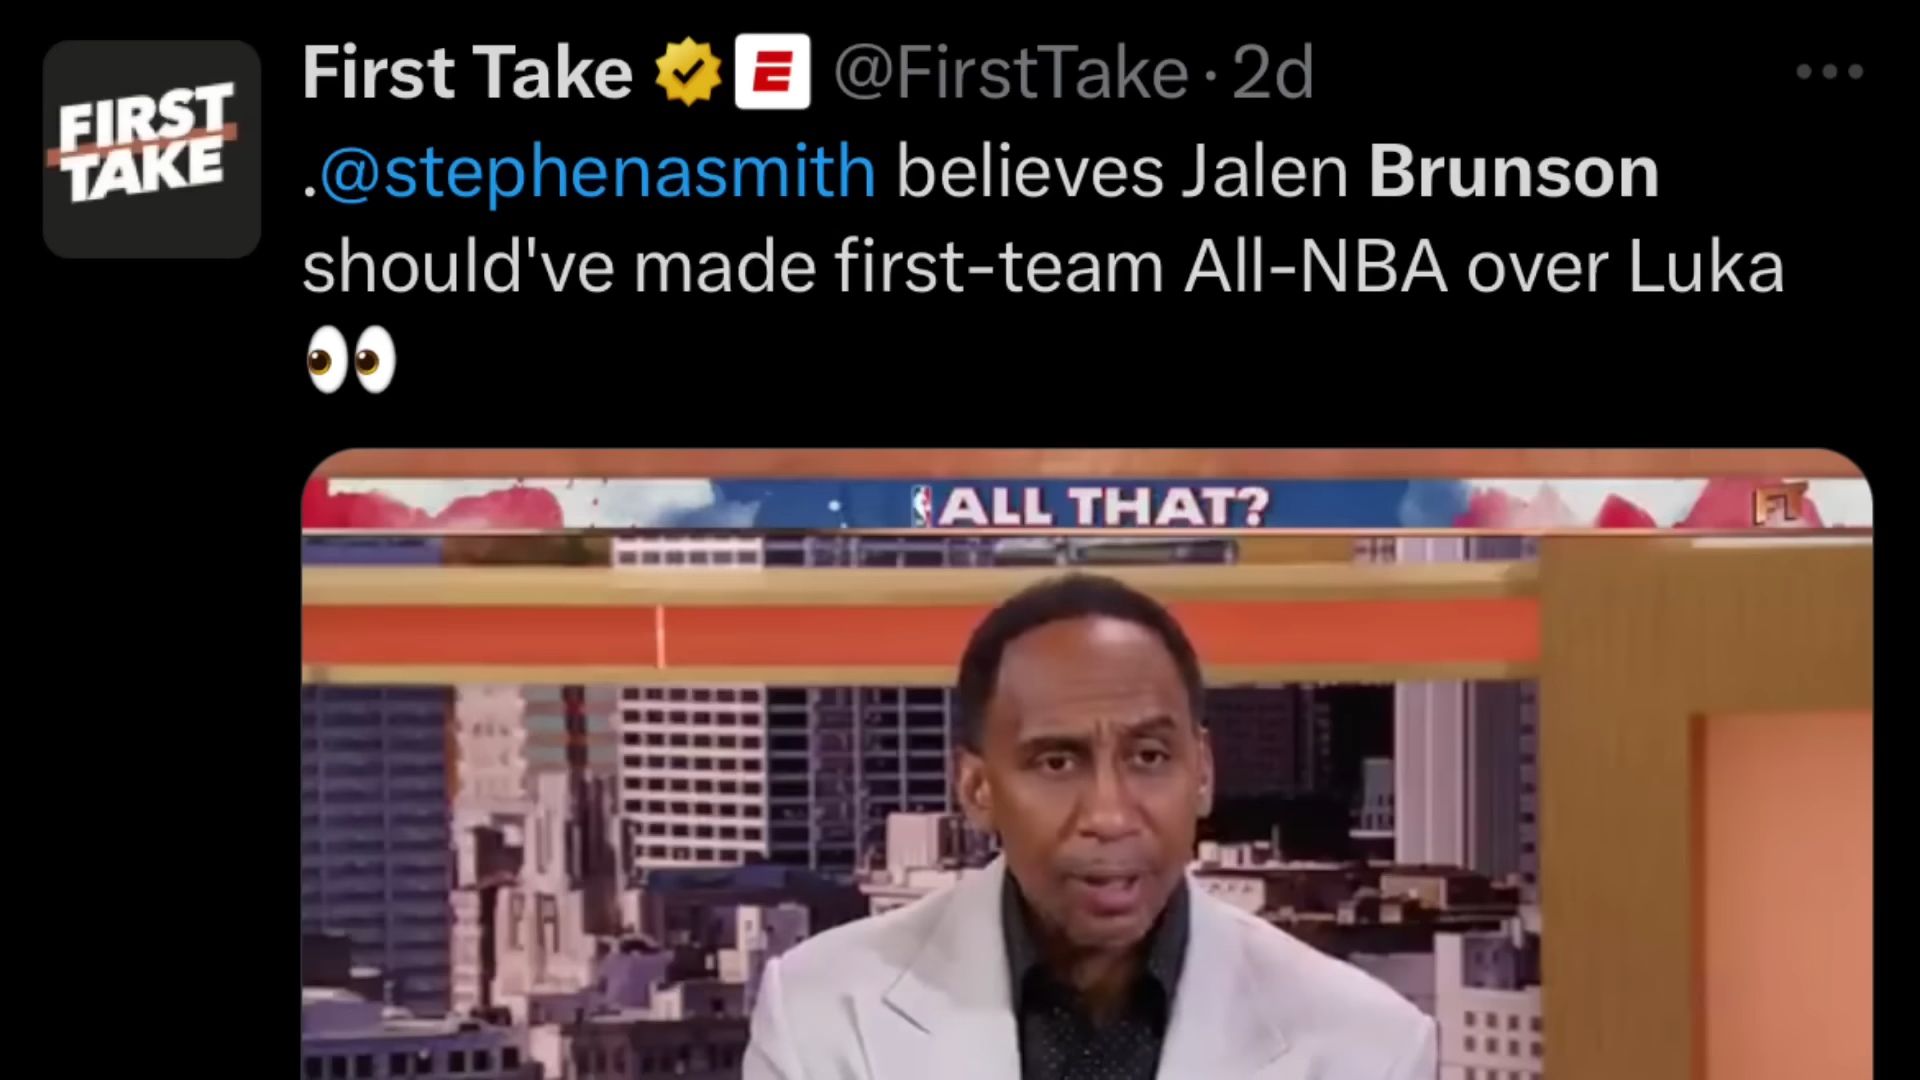 FIRST
TAKE
First Take E @FirstTake · 2d
.@stephenasmith believes Jalen Brunson
should've made first-team All-NBA over Luka
👀
ALL THAT? FT